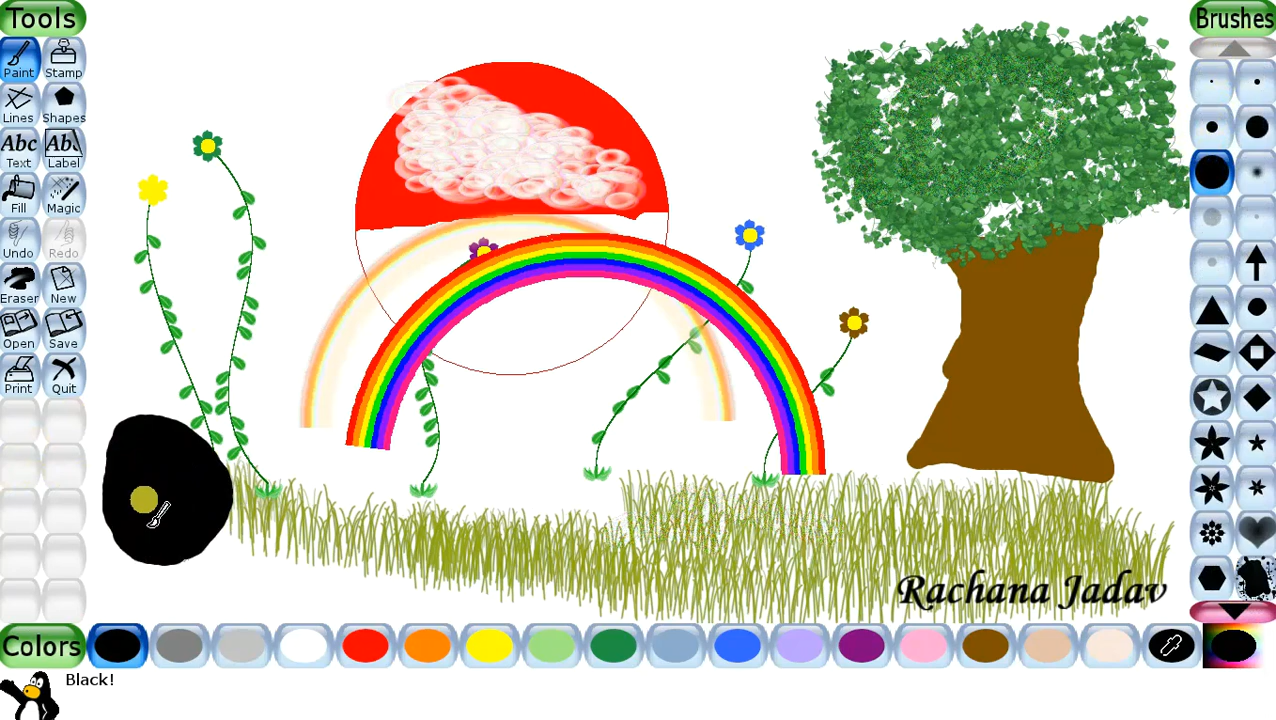 Tools
Brushes
Paint
Stamp
Lines
Shapes
Abc
Abc
Text
Label
Fill
Magic
Undo
Redo
Eraser
New
Open
Save
Print
Quit
Rachana Jadav
Colors
Black!